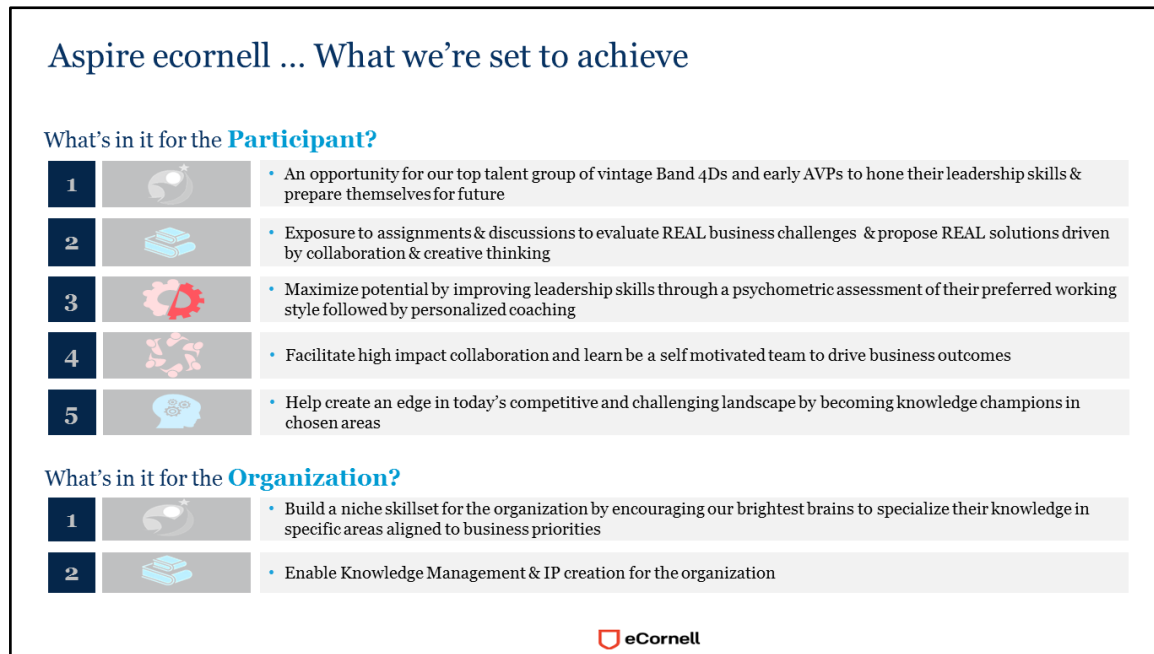 Aspire ecornell ... What we're set to achieve
What's in it for the Participant?
1
• An opportunity for our top talent group of vintage Band 4Ds and early AVPs to hone their leadership skills &
prepare themselves for future
2
• Exposure to assignments & discussions to evaluate REAL business challenges & propose REAL solutions driven
by collaboration & creative thinking
3
• Maximize potential by improving leadership skills through a psychometric assessment of their preferred working
style followed by personalized coaching
4
• Facilitate high impact collaboration and learn be a self motivated team to drive business outcomes
5
• Help create an edge in today's competitive and challenging landscape by becoming knowledge champions in
chosen areas
What's in it for the Organization?
1
• Build a niche skillset for the organization by encouraging our brightest brains to specialize their knowledge in
specific areas aligned to business priorities
2
• Enable Knowledge Management & IP creation for the organization
eCornell